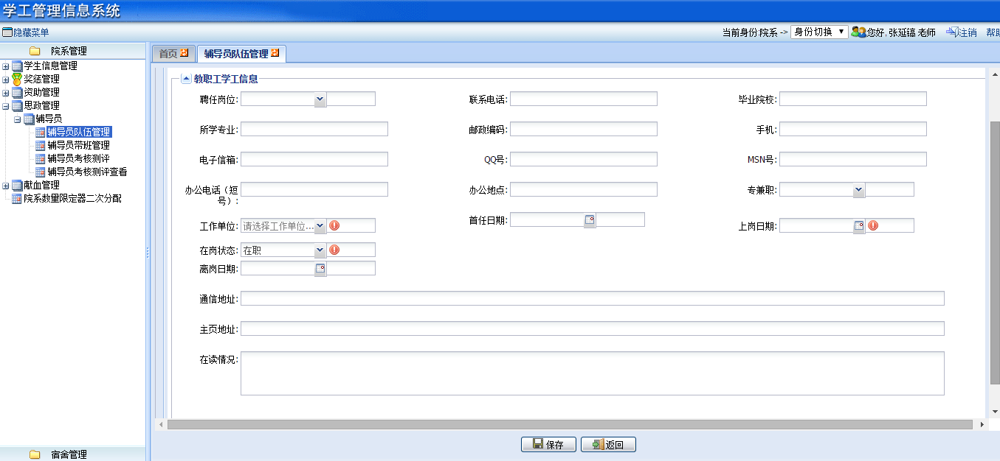 学工管理信息系统
隐藏菜单
当前身份:院系 -> 身份切换 您好, 张延镐 老师 注销 帮助
院系管理
学生信息管理
奖惩管理
资助管理
思政管理
辅导员
辅导员队伍管理
辅导员带班管理
辅导员考核测评
辅导员考核测评查看
献血管理
院系数量限定器二次分配
宿舍管理
首页 辅导员队伍管理
教职工学工信息
聘任岗位: 联系电话: 毕业院校:
所学专业: 邮政编码: 手机:
电子信箱: QQ号: MSN号:
办公电话（短号）: 办公地点: 专兼职:
工作单位: 请选择工作单位... 首任日期: 上岗日期:
在岗状态: 在职
离岗日期:
通信地址:
主页地址:
在读情况:
保存 返回